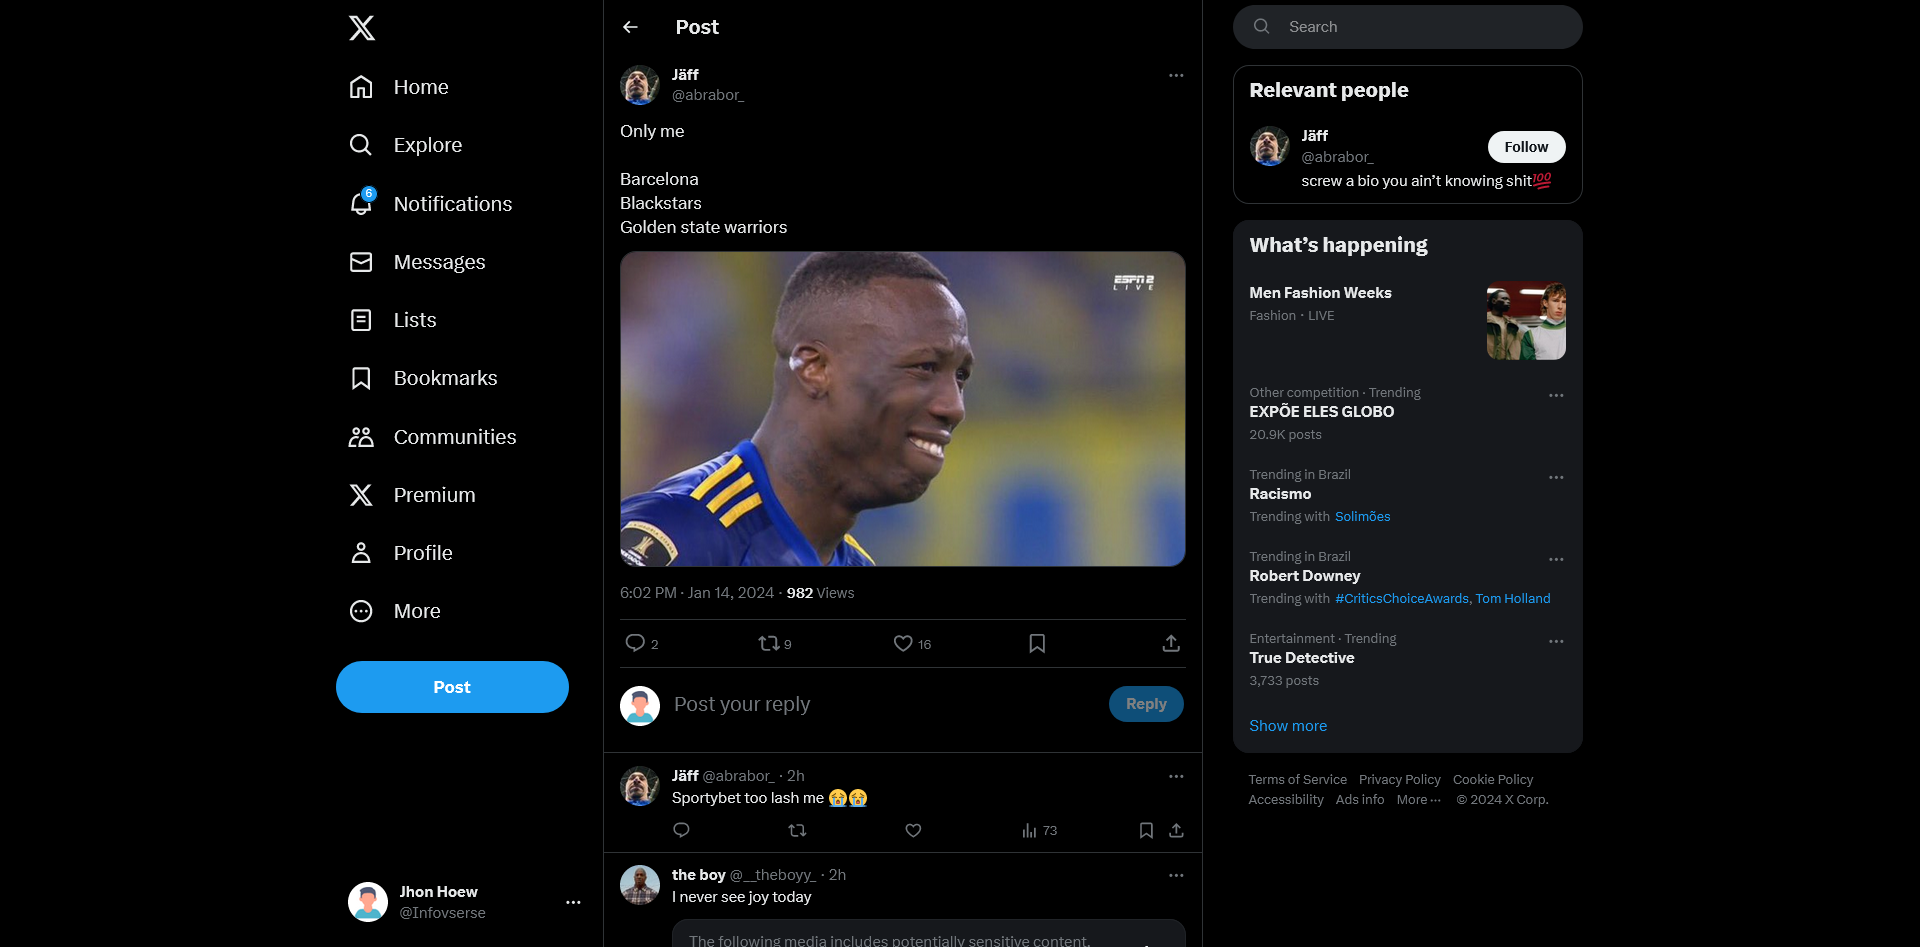 Home
Explore
6
Notifications
Messages
Lists
Bookmarks
Communities
Premium
Profile
More
Post
Jhon Hoew
@Infovserse
Post
Jäff
@abrabor_
Only me
Barcelona
Blackstars
Golden state warriors
ESPN 2
LIVE
6:02 PM · Jan 14, 2024 · 982 Views
2
9
16
Post your reply
Reply
Jäff @abrabor_ · 2h
Sportybet too lash me 😭😭
73
the boy @__theboyy_ · 2h
I never see joy today
The following media includes potentially sensitive content.
Search
Relevant people
Jäff
@abrabor_
Follow
screw a bio you ain’t knowing shit💯
What’s happening
Men Fashion Weeks
Fashion · LIVE
Other competition · Trending
EXPÕE ELES GLOBO
20.9K posts
Trending in Brazil
Racismo
Trending with Solimões
Trending in Brazil
Robert Downey
Trending with #CriticsChoiceAwards, Tom Holland
Entertainment · Trending
True Detective
3,733 posts
Show more
Terms of Service Privacy Policy Cookie Policy
Accessibility Ads info More ··· © 2024 X Corp.